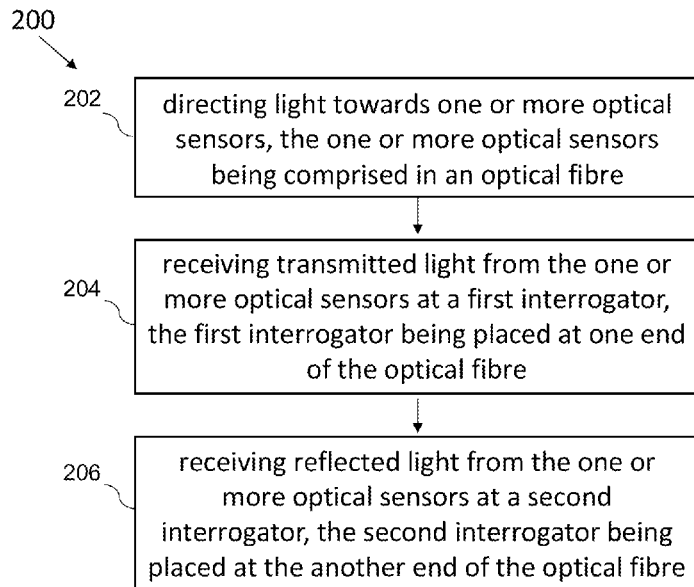 200
202
directing light towards one or more optical
sensors, the one or more optical sensors
being comprised in an optical fibre
204
receiving transmitted light from the one or
more optical sensors at a first interrogator,
the first interrogator being placed at one end
of the optical fibre
206
receiving reflected light from the one or
more optical sensors at a second
interrogator, the second interrogator being
placed at the another end of the optical fibre